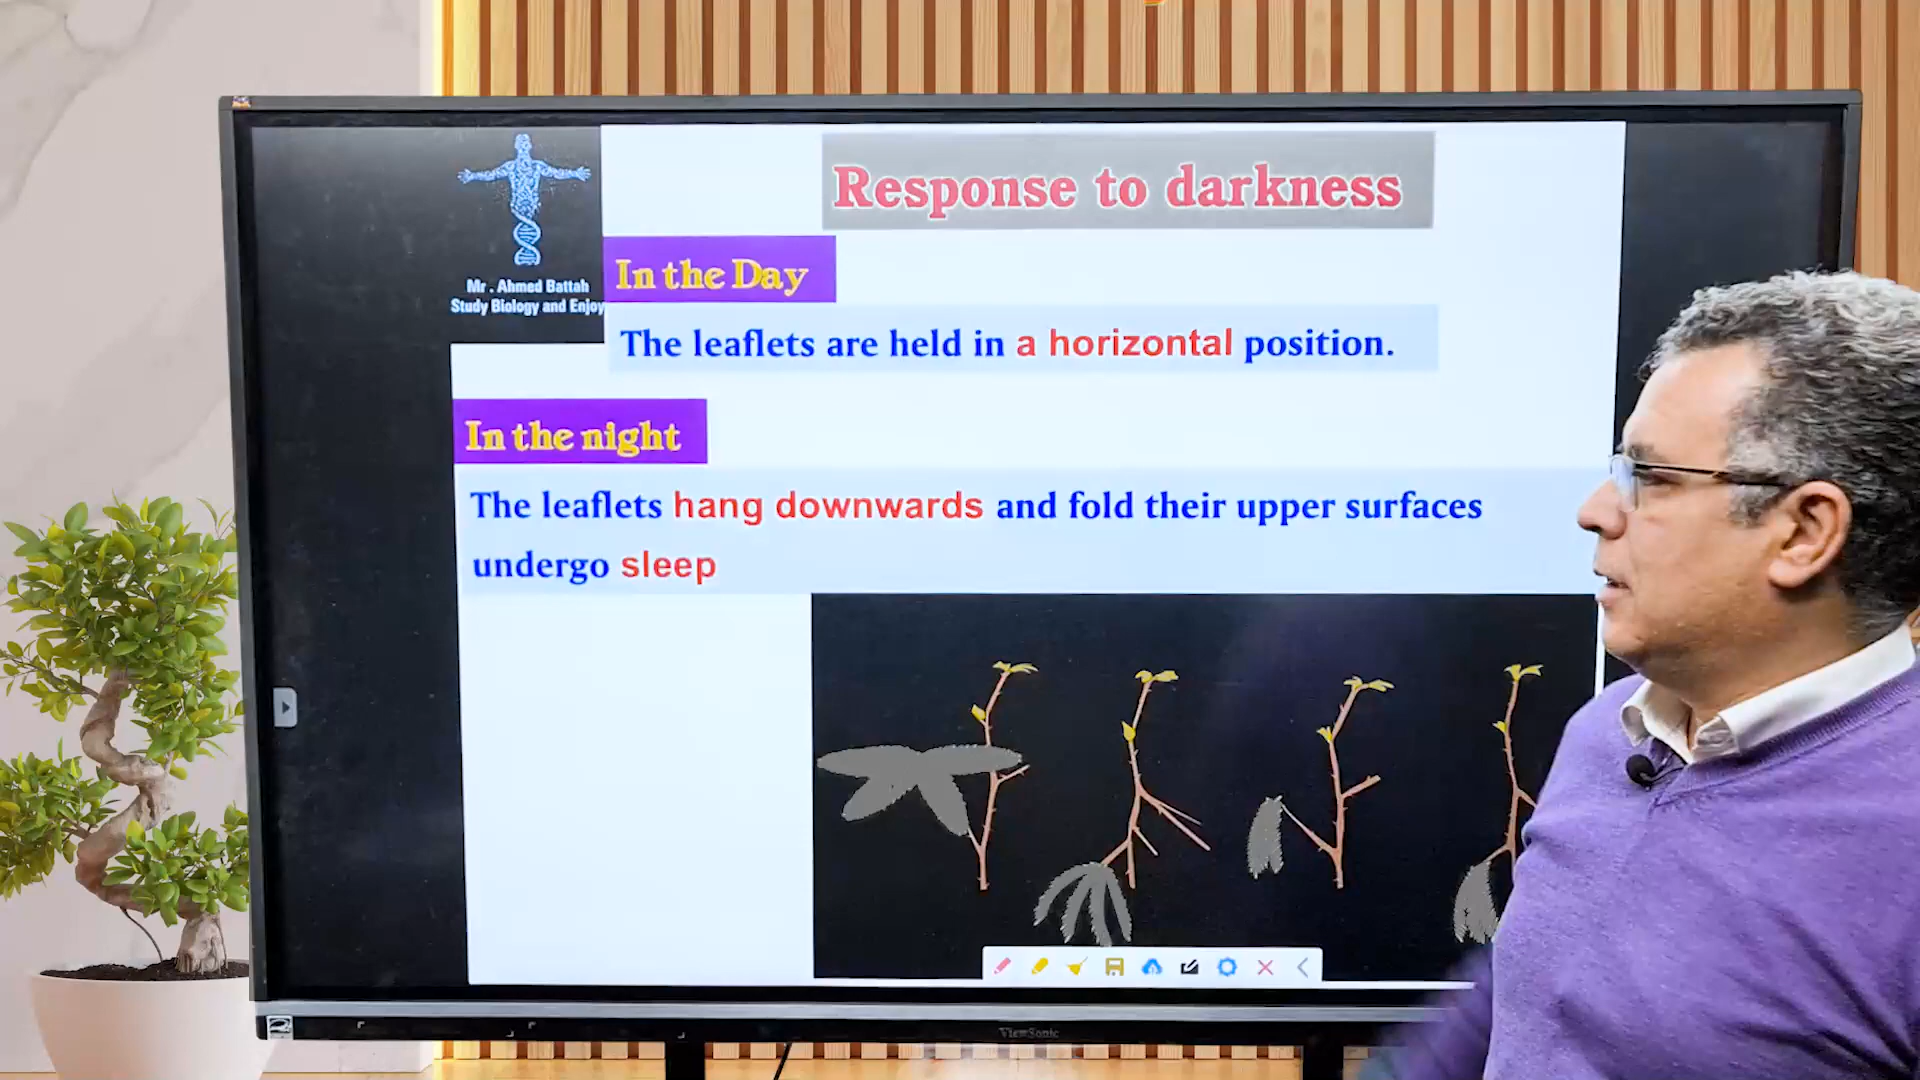 Response to darkness
Mr . Ahmed Battah
Study Biology and Enjoy
In the Day
The leaflets are held in a horizontal position.
In the night
The leaflets hang downwards and fold their upper surfaces
undergo sleep
ViewSonic